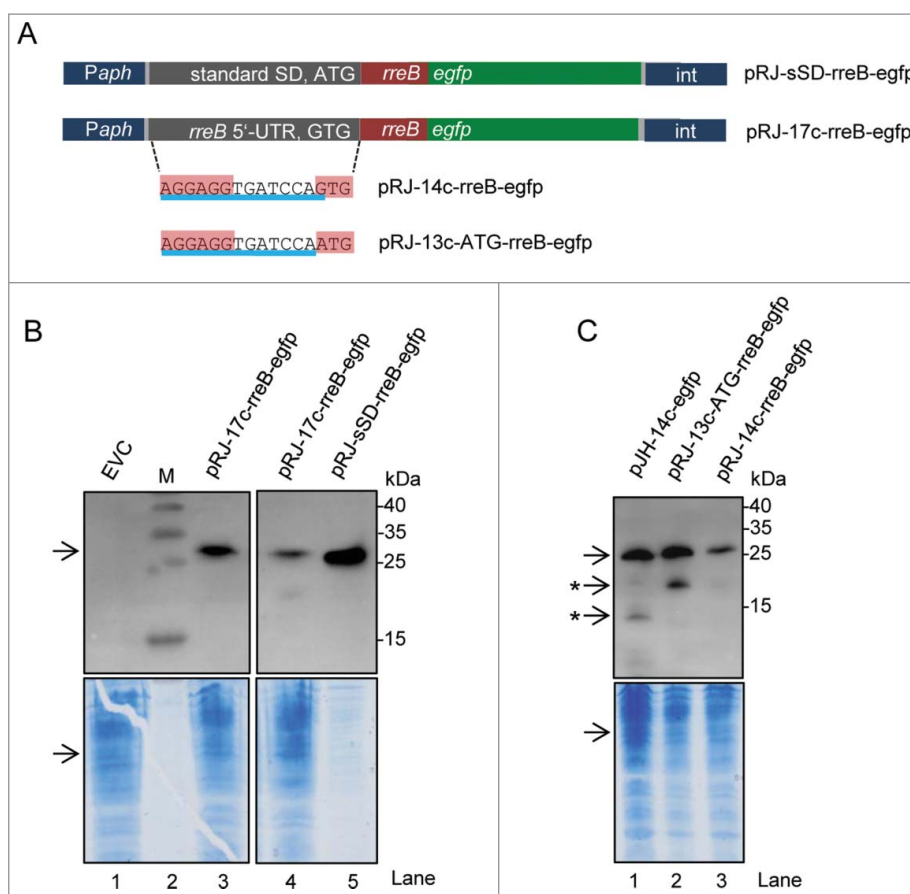 A
Paph standard SD, ATG rreB egfp int pRJ-sSD-rreB-egfp
Paph rreB 5'-UTR, GTG rreB egfp int pRJ-17c-rreB-egfp
AGGAGGTGATCCAGTG pRJ-14c-rreB-egfp
AGGAGGTGATCCAATG pRJ-13c-ATG-rreB-egfp
B
EVC
M
pRJ-17c-rreB-egfp
pRJ-17c-rreB-egfp
pRJ-sSD-rreB-egfp
kDa
-40
-35
-25
-15
1 2 3 4 5 Lane
C
pJH-14c-egfp
pRJ-13c-ATG-rreB-egfp
pRJ-14c-rreB-egfp
kDa
-40
-35
-25
*
*
-15
1 2 3 Lane